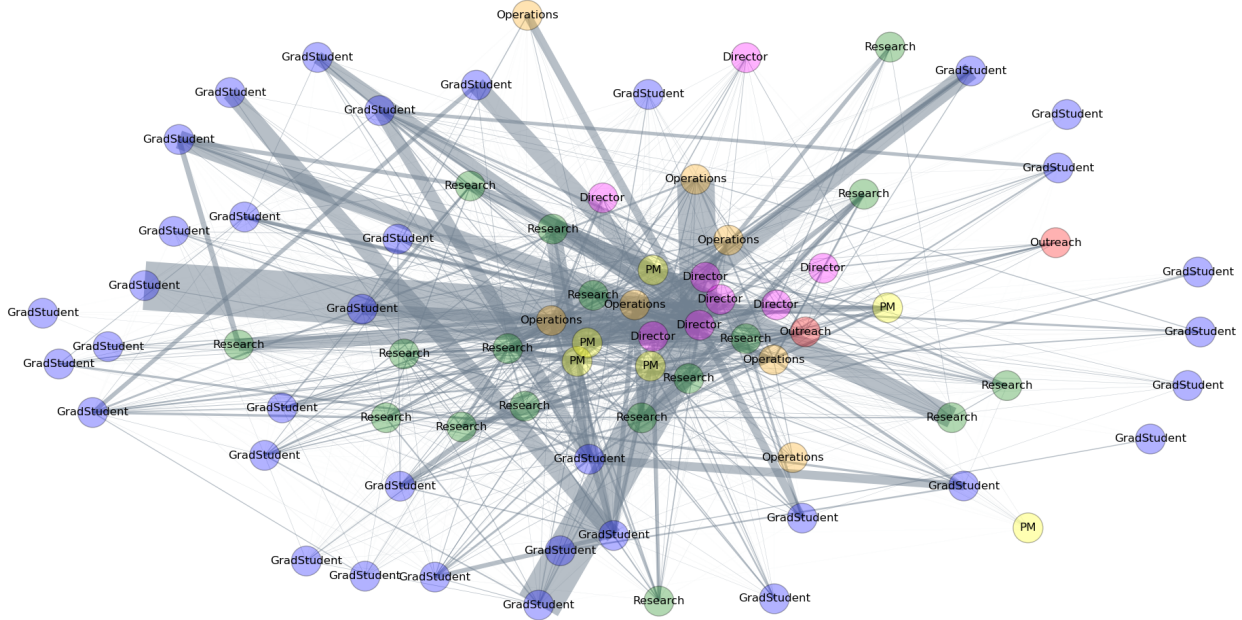 Operations
Research
GradStudent
Director
GradStudent
GradStudent
GradStudent
GradStudent
GradStudent
GradStudent
GradStudent
GradStudent
Research
Operations
GradStudent
Research
Director
GradStudent
Research
GradStudent
GradStudent
Operations
Outreach
PM
Director
Director
GradStudent
GradStudent
Research
Director
Operations
Director
PM
GradStudent
GradStudent
Operations
Director
Outreach
GradStudent
Director
Research
PM
Research
GradStudent
Research
Research
PM
Operations
GradStudent
PM
Research
Research
GradStudent
Research
GradStudent
GradStudent
Research
Research
Research
Research
GradStudent
GradStudent
GradStudent
Operations
GradStudent
GradStudent
GradStudent
PM
GradStudent
GradStudent
GradStudent
GradStudent
GradStudent
GradStudent
GradStudent
Research
GradStudent